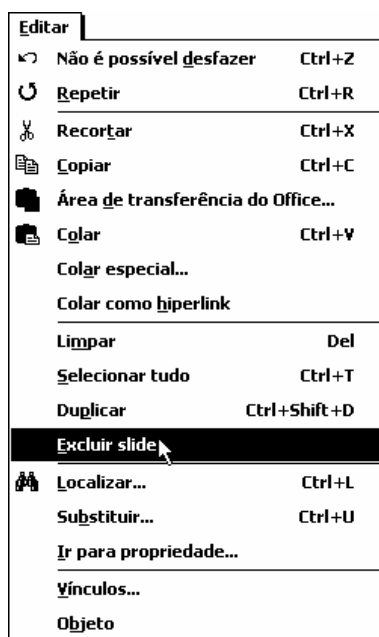 Editar
Não é possível desfazer Ctrl+Z
Repetir Ctrl+R
Recortar Ctrl+X
Copiar Ctrl+C
Área de transferência do Office...
Colar Ctrl+V
Colar especial...
Colar como hiperlink
Limpar Del
Selecionar tudo Ctrl+T
Duplicar Ctrl+Shift+D
Excluir slide
Localizar... Ctrl+L
Substituir... Ctrl+U
Ir para propriedade...
Vínculos...
Objeto